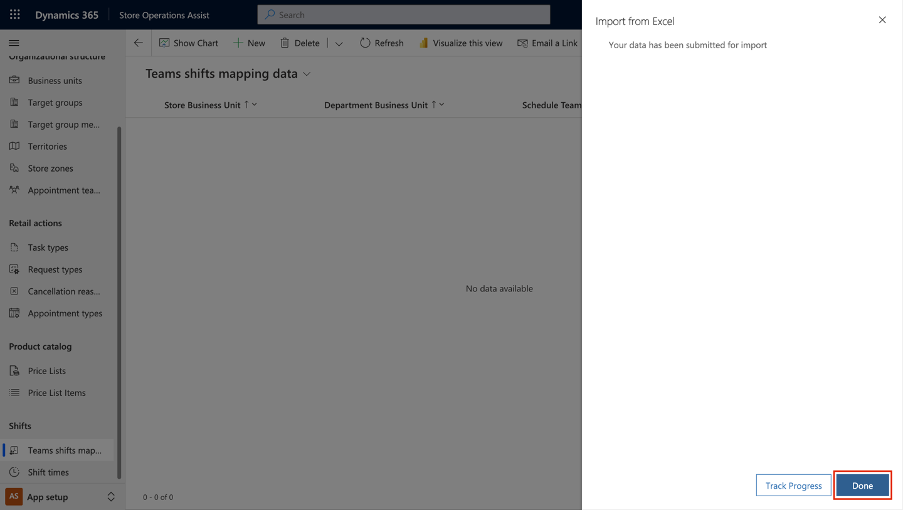 Dynamics 365
Store Operations Assist
Search
Import from Excel
Your data has been submitted for import
Show Chart
New
Delete
Refresh
Visualize this view
Email a Link
Organizational structure
Business units
Target groups
Target group me...
Territories
Store zones
Appointment tea...
Retail actions
Task types
Request types
Cancellation reas...
Appointment types
Product catalog
Price Lists
Price List Items
Shifts
Teams shifts map...
Shift times
AS App setup
Teams shifts mapping data
Store Business Unit
Department Business Unit
Schedule Team
No data available
0 - 0 of 0
Track Progress
Done